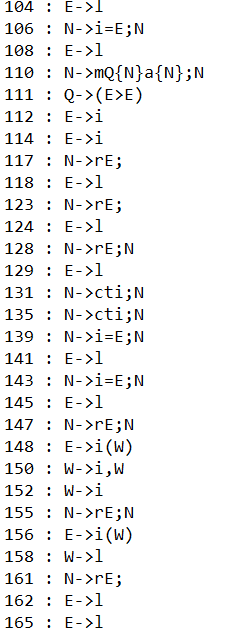 104 : E->l
106 : N->i=E;N
108 : E->l
110 : N->mQ{N}a{N};N
111 : Q->(E>E)
112 : E->i
114 : E->i
117 : N->rE;
118 : E->l
123 : N->rE;
124 : E->l
128 : N->rE;N
129 : E->l
131 : N->cti;N
135 : N->cti;N
139 : N->i=E;N
141 : E->l
143 : N->i=E;N
145 : E->l
147 : N->rE;N
148 : E->i(W)
150 : W->i,W
152 : W->i
155 : N->rE;N
156 : E->i(W)
158 : W->l
161 : N->rE;
162 : E->l
165 : E->l